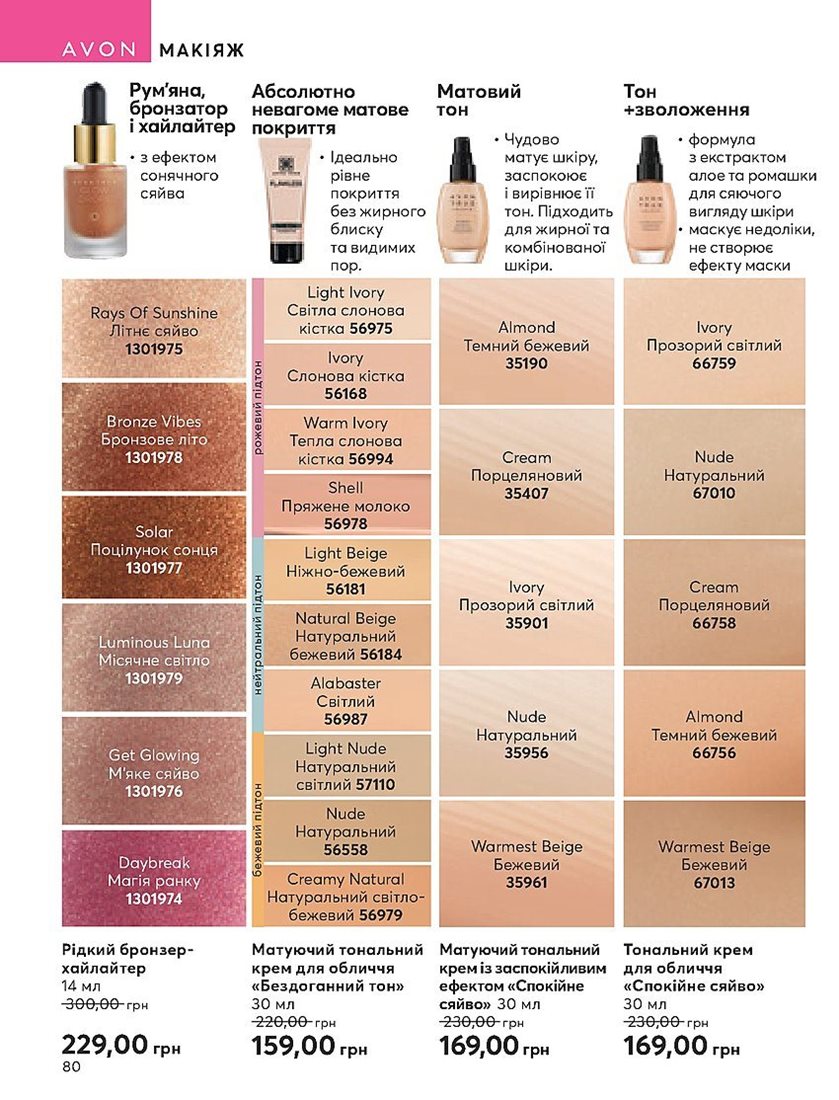 AVON МАКІЯЖ
Рум'яна,
бронзатор
і хайлайтер
• з ефектом
сонячного
сяйва
Абсолютно
невагоме матове
покриття
• Ідеально
рівне
покриття
без жирного
блиску
та видимих
пор.
Матовий
тон
• Чудово
матує шкіру,
заспокоює
і вирівнює її
тон. Підходить
для жирної та
комбінованої
шкіри.
Тон
+зволоження
• формула
з екстрактом
алое та ромашки
для сяючого
вигляду шкіри
• маскує недоліки,
не створює
ефекту маски
FLAWLESS
Rays Of Sunshine
Літнє сяйво
1301975
Bronze Vibes
Бронзове літо
1301978
Solar
Поцілунок сонця
1301977
Luminous Luna
Місячне світло
1301979
Get Glowing
М'яке сяйво
1301976
Daybreak
Магія ранку
1301974
Рідкий бронзер-
хайлайтер
14 мл
300,00 грн
229,00 грн
рожевий підтон
Light Ivory
Світла слонова
кістка 56975
Ivory
Слонова кістка
56168
Warm Ivory
Тепла слонова
кістка 56994
Shell
Пряжене молоко
56978
нейтральний підтон
Light Beige
Ніжно-бежевий
56181
Natural Beige
Натуральний
бежевий 56184
Alabaster
Світлий
56987
бежевий підтон
Light Nude
Натуральний
світлий 57110
Nude
Натуральний
56558
Creamy Natural
Натуральний світло-
бежевий 56979
Матуючий тональний
крем для обличчя
«Бездоганний тон»
30 мл
220,00 грн
159,00 грн
Almond
Темний бежевий
35190
Cream
Порцеляновий
35407
Ivory
Прозорий світлий
35901
Nude
Натуральний
35956
Warmest Beige
Бежевий
35961
Матуючий тональний
крем із заспокійливим
ефектом «Спокійне
сяйво» 30 мл
230,00 грн
169,00 грн
Ivory
Прозорий світлий
66759
Nude
Натуральний
67010
Cream
Порцеляновий
66758
Almond
Темний бежевий
66756
Warmest Beige
Бежевий
67013
Тональний крем
для обличчя
«Спокійне сяйво»
30 мл
230,00 грн
169,00 грн
80